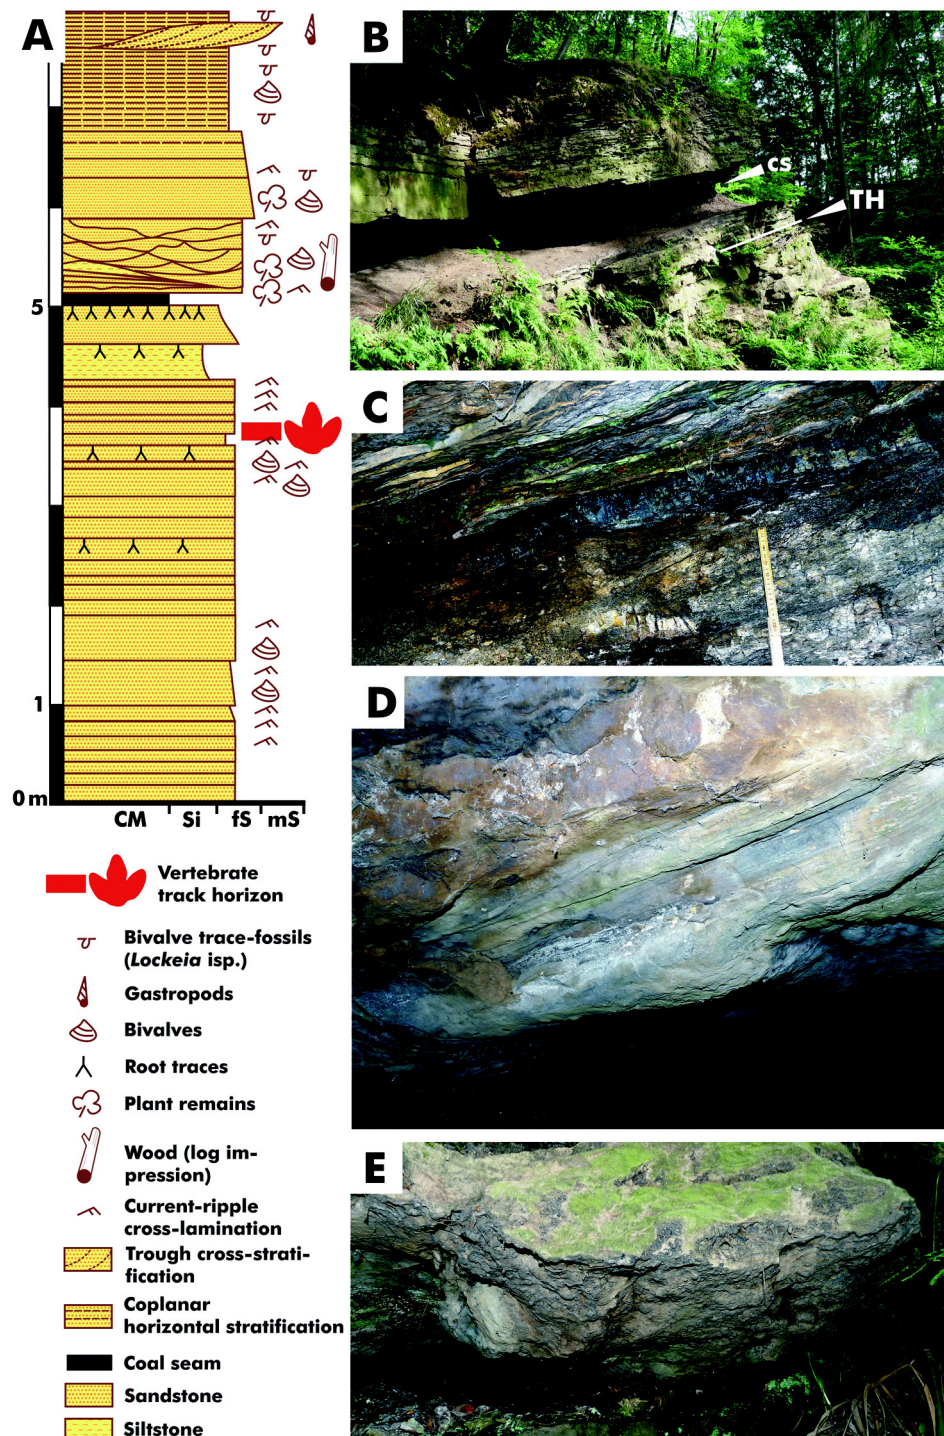 A
B
cs
TH
5
C
1
D
0 m
CM Si fS mS
Vertebrate
track horizon
Bivalve trace-fossils
(Lockeia isp.)
Gastropods
Bivalves
Root traces
Plant remains
Wood (log im-
pression)
E
Current-ripple
cross-lamination
Trough cross-strati-
fication
Coplanar
horizontal stratification
Coal seam
Sandstone
Siltstone